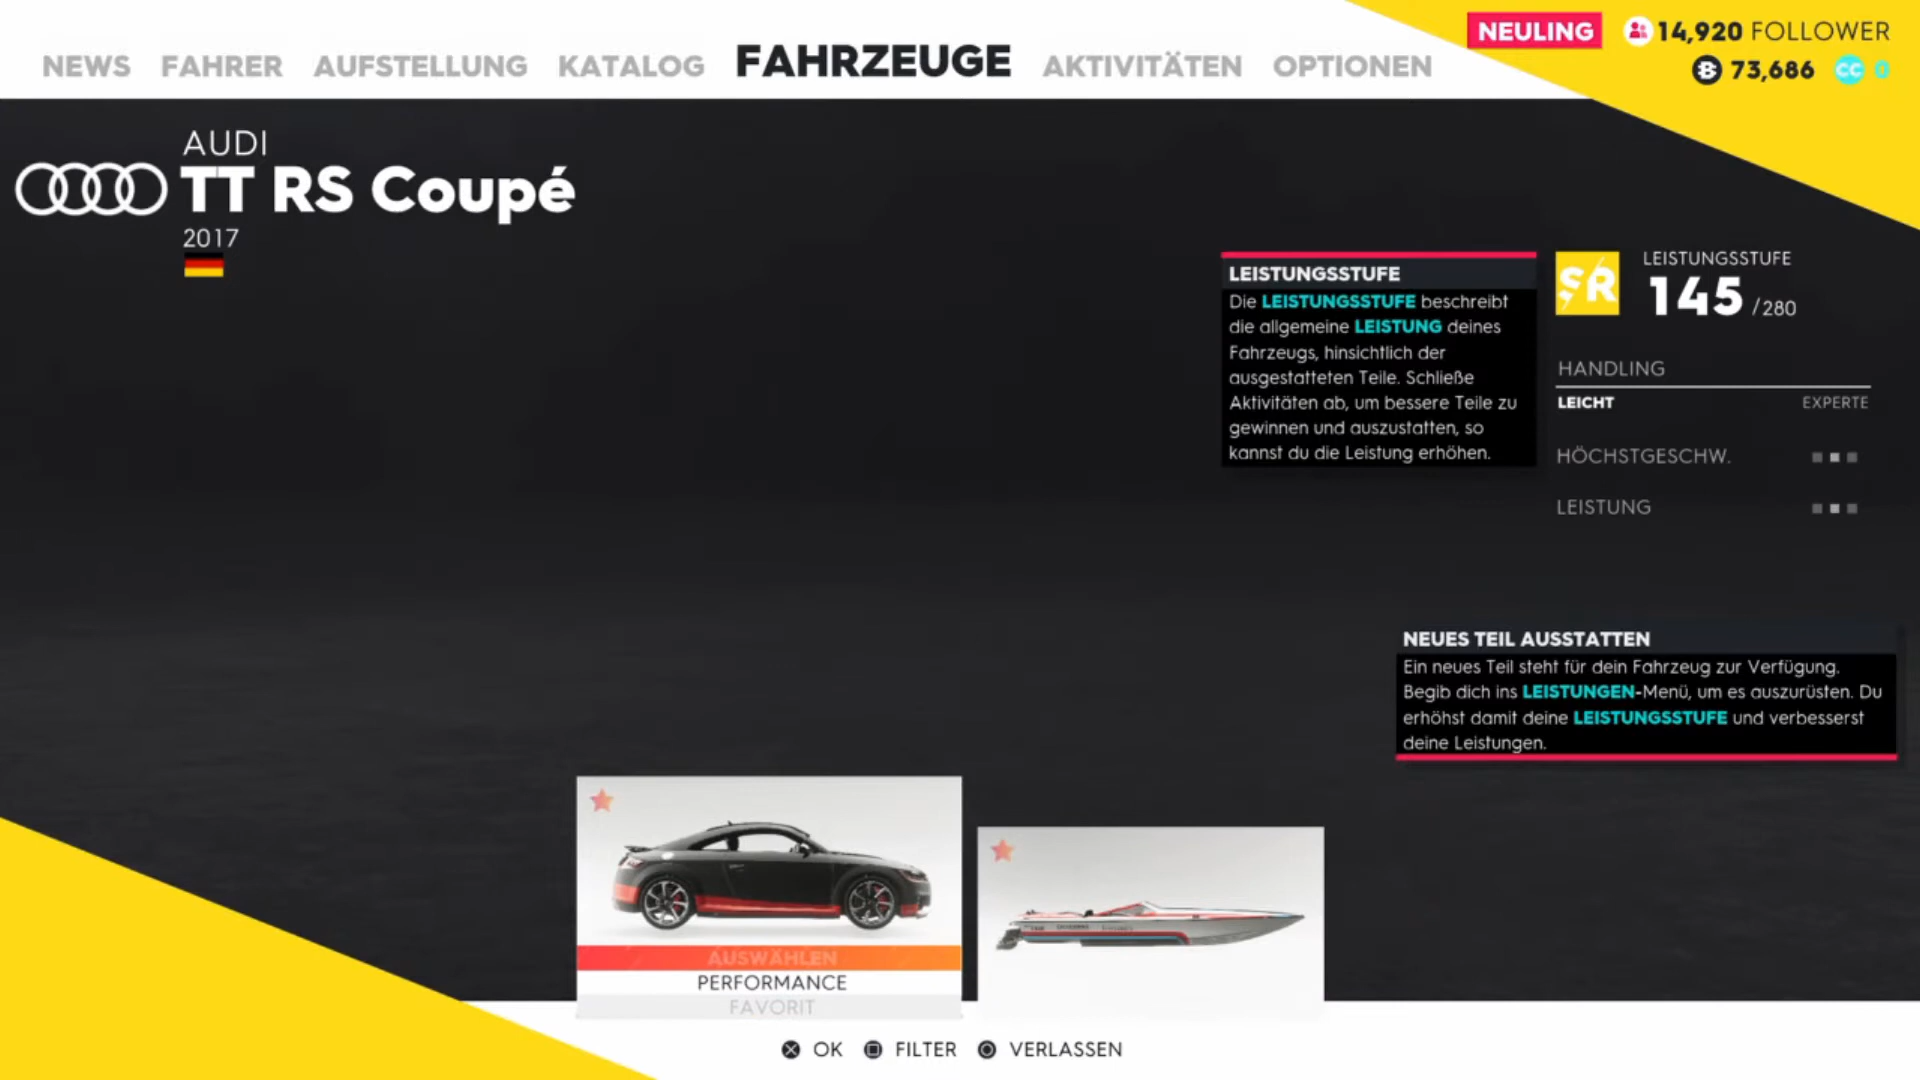 NEWS FAHRER AUFSTELLUNG KATALOG FAHRZEUGE AKTIVITÄTEN OPTIONEN
NEULING 14,920 FOLLOWER
73,686 CC 0
AUDI
TT RS Coupé
2017
LEISTUNGSSTUFE
Die LEISTUNGSSTUFE beschreibt
die allgemeine LEISTUNG deines
Fahrzeugs, hinsichtlich der
ausgestatteten Teile. Schließe
Aktivitäten ab, um bessere Teile zu
gewinnen und auszustatten, so
kannst du die Leistung erhöhen.
SR
LEISTUNGSSTUFE
145 /280
HANDLING
LEICHT EXPERTE
HÖCHSTGESCHW.
LEISTUNG
NEUES TEIL AUSSTATTEN
Ein neues Teil steht für dein Fahrzeug zur Verfügung.
Begib dich ins LEISTUNGEN-Menü, um es auszurüsten. Du
erhöhst damit deine LEISTUNGSSTUFE und verbesserst
deine Leistungen.
AUSWÄHLEN
PERFORMANCE
FAVORIT
OK FILTER VERLASSEN